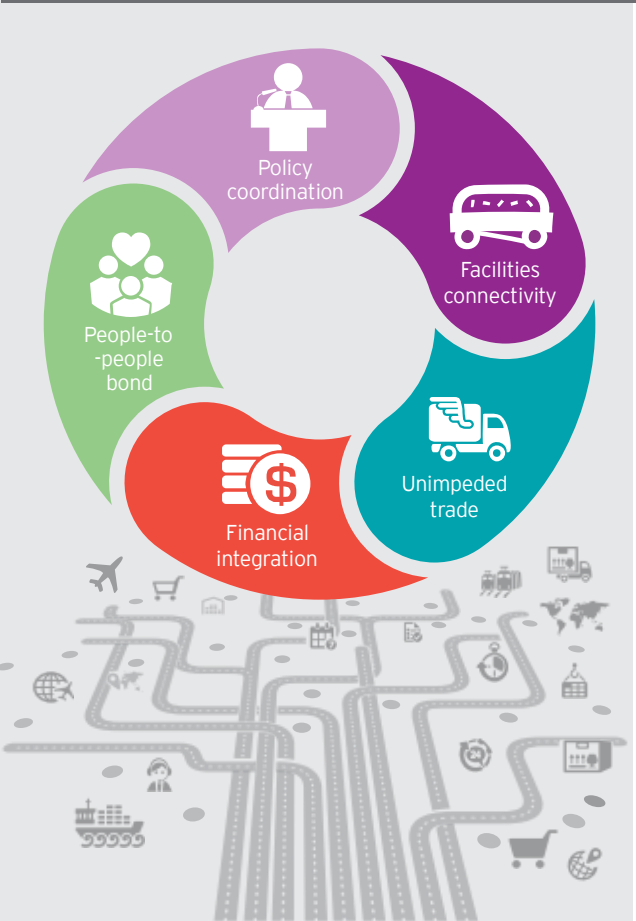 Policy
coordination
Facilities
connectivity
Unimpeded
trade
$
Financial
integration
People-to
-people
bond